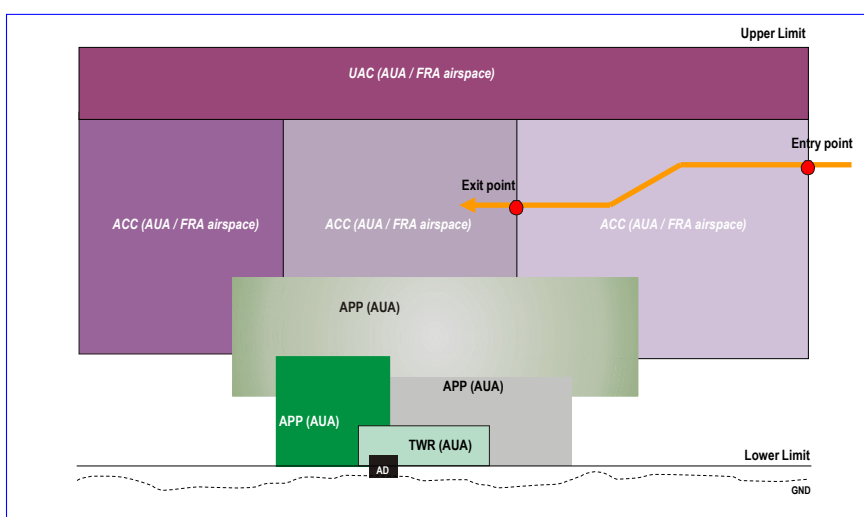 Upper Limit
UAC (AUA / FRA airspace)
Entry point
Exit point
ACC (AUA / FRA airspace)
ACC (AUA / FRA airspace)
ACC (AUA / FRA airspace)
APP (AUA)
APP (AUA)
APP (AUA)
TWR (AUA)
Lower Limit
AD
GND